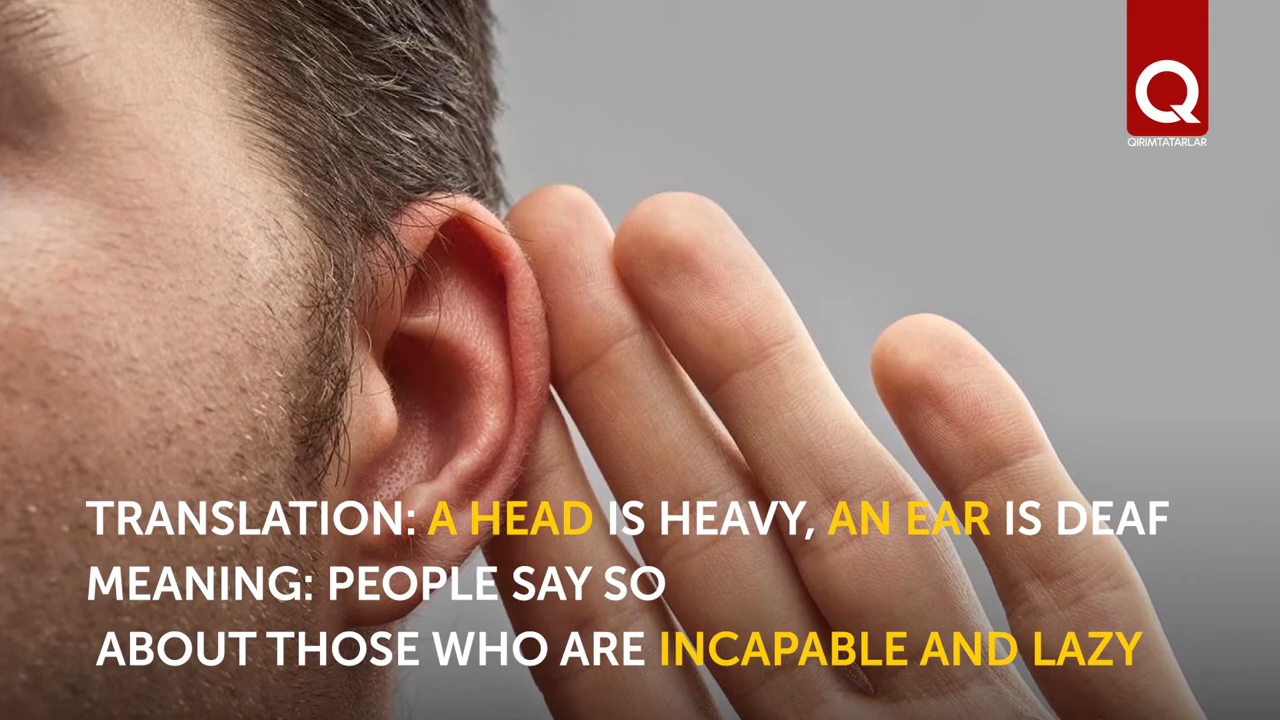 Q
QIRIMTATARLAR
TRANSLATION: A HEAD IS HEAVY, AN EAR IS DEAF
MEANING: PEOPLE SAY SO
ABOUT THOSE WHO ARE INCAPABLE AND LAZY